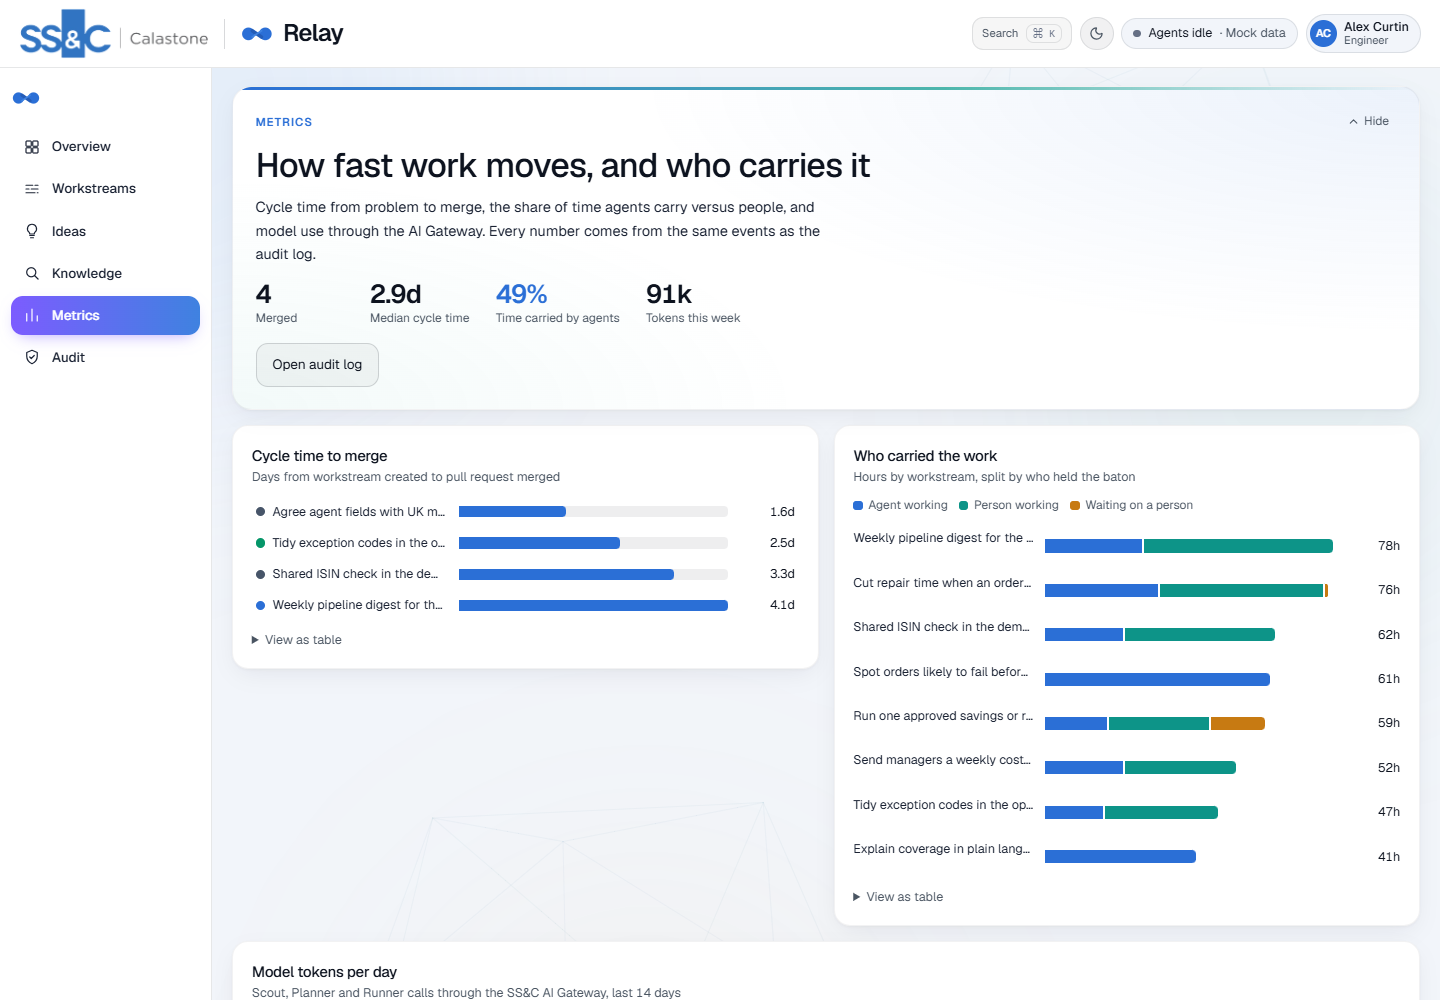 SS&C | Calastone
Relay
Search ⌘ K
Agents idle · Mock data
AC
Alex Curtin
Engineer
Overview
Workstreams
Ideas
Knowledge
Metrics
Audit
METRICS
Hide
How fast work moves, and who carries it
Cycle time from problem to merge, the share of time agents carry versus people, and
model use through the AI Gateway. Every number comes from the same events as the
audit log.
4
Merged
2.9d
Median cycle time
49%
Time carried by agents
91k
Tokens this week
Open audit log
Cycle time to merge
Days from workstream created to pull request merged
Agree agent fields with UK m... 1.6d
Tidy exception codes in the o... 2.5d
Shared ISIN check in the de... 3.3d
Weekly pipeline digest for th... 4.1d
View as table
Who carried the work
Hours by workstream, split by who held the baton
Agent working Person working Waiting on a person
Weekly pipeline digest for the ... 78h
Cut repair time when an order... 76h
Shared ISIN check in the dem... 62h
Spot orders likely to fail befor... 61h
Run one approved savings or r... 59h
Send managers a weekly cost... 52h
Tidy exception codes in the op... 47h
Explain coverage in plain lang... 41h
View as table
Model tokens per day
Scout, Planner and Runner calls through the SS&C AI Gateway, last 14 days